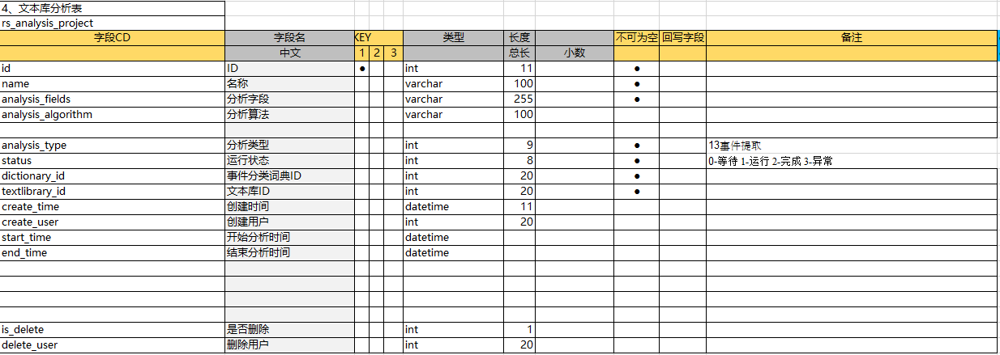 4、文本库分析表
rs_analysis_project
字段CD 字段名 KEY 类型 长度 不可为空 回写字段 备注
中文 1 2 3 总长 小数
id ID ● int 11 ●
name 名称 varchar 100 ●
analysis_fields 分析字段 varchar 255 ●
analysis_algorithm 分析算法 varchar 100
analysis_type 分析类型 int 9 ● 13事件提取
status 运行状态 int 8 ● 0-等待 1-运行 2-完成 3-异常
dictionary_id 事件分类词典ID int 20 ●
textlibrary_id 文本库ID int 20 ●
create_time 创建时间 datetime 11
create_user 创建用户 int 20
start_time 开始分析时间 datetime
end_time 结束分析时间 datetime
is_delete 是否删除 int 1
delete_user 删除用户 int 20